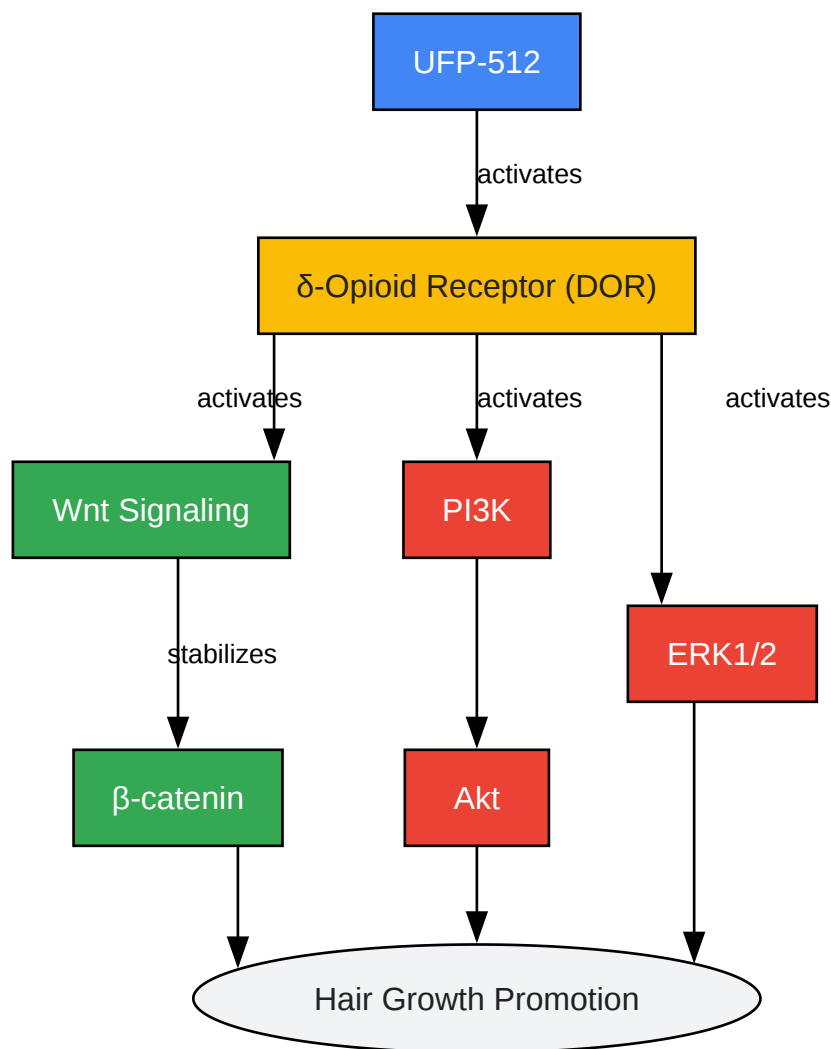 UFP-512
activates
δ-Opioid Receptor (DOR)
activates
activates
activates
Wnt Signaling
PI3K
ERK1/2
stabilizes
β-catenin
Akt
Hair Growth Promotion